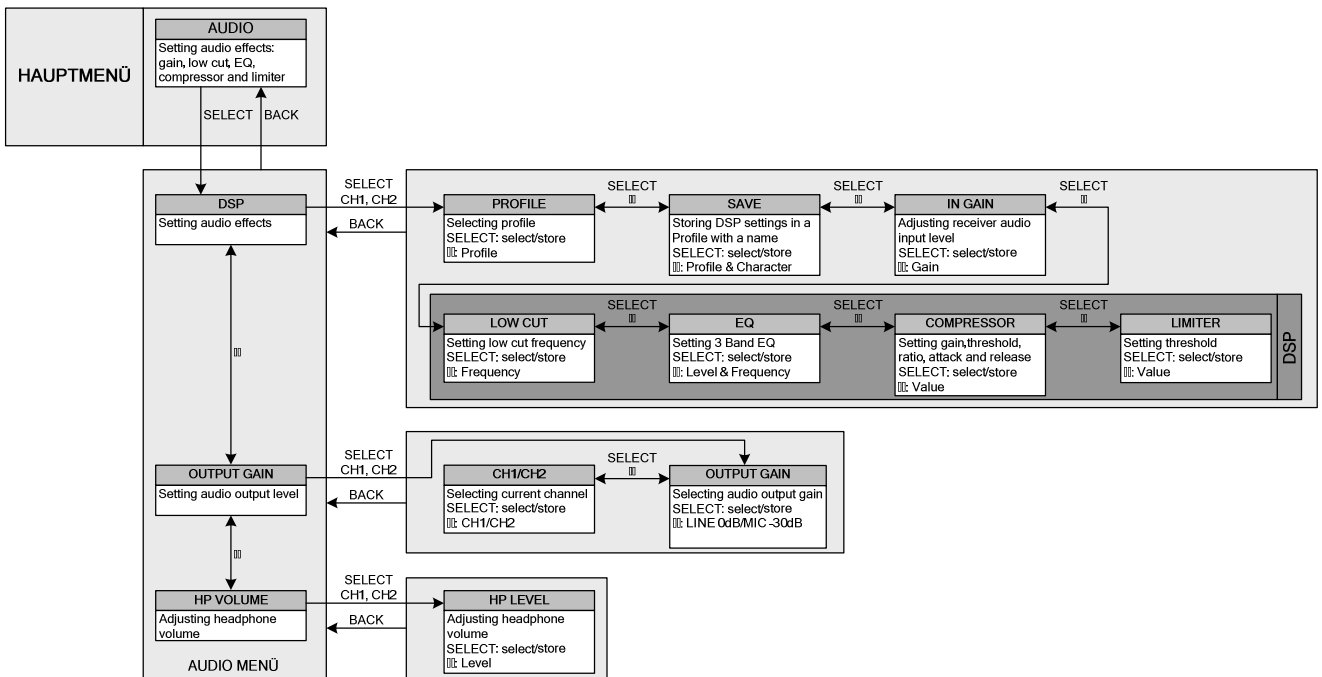 HAUPTMENÜ
AUDIO
Setting audio effects:
gain, low cut, EQ,
compressor and limiter
SELECT
BACK
DSP
Setting audio effects
SELECT
CH1, CH2
BACK
PROFILE
Selecting profile
SELECT: select/store
▯▯: Profile
SELECT
▯▯
SAVE
Storing DSP settings in a
Profile with a name
SELECT: select/store
▯▯: Profile & Character
SELECT
▯▯
IN GAIN
Adjusting receiver audio
input level
SELECT: select/store
▯▯: Gain
SELECT
▯▯
LOW CUT
Setting low cut frequency
SELECT: select/store
▯▯: Frequency
SELECT
▯▯
EQ
Setting 3 Band EQ
SELECT: select/store
▯▯: Level & Frequency
SELECT
▯▯
COMPRESSOR
Setting gain,threshold,
ratio, attack and release
SELECT: select/store
▯▯: Value
SELECT
▯▯
LIMITER
Setting threshold
SELECT: select/store
▯▯: Value
DSP
▯▯
OUTPUT GAIN
Setting audio output level
SELECT
CH1, CH2
BACK
CH1/CH2
Selecting current channel
SELECT: select/store
▯▯: CH1/CH2
SELECT
▯▯
OUTPUT GAIN
Selecting audio output gain
SELECT: select/store
▯▯: LINE 0dB/MIC -30dB
▯▯
HP VOLUME
Adjusting headphone
volume
SELECT
CH1, CH2
BACK
HP LEVEL
Adjusting headphone
volume
SELECT: select/store
▯▯: Level
AUDIO MENÜ